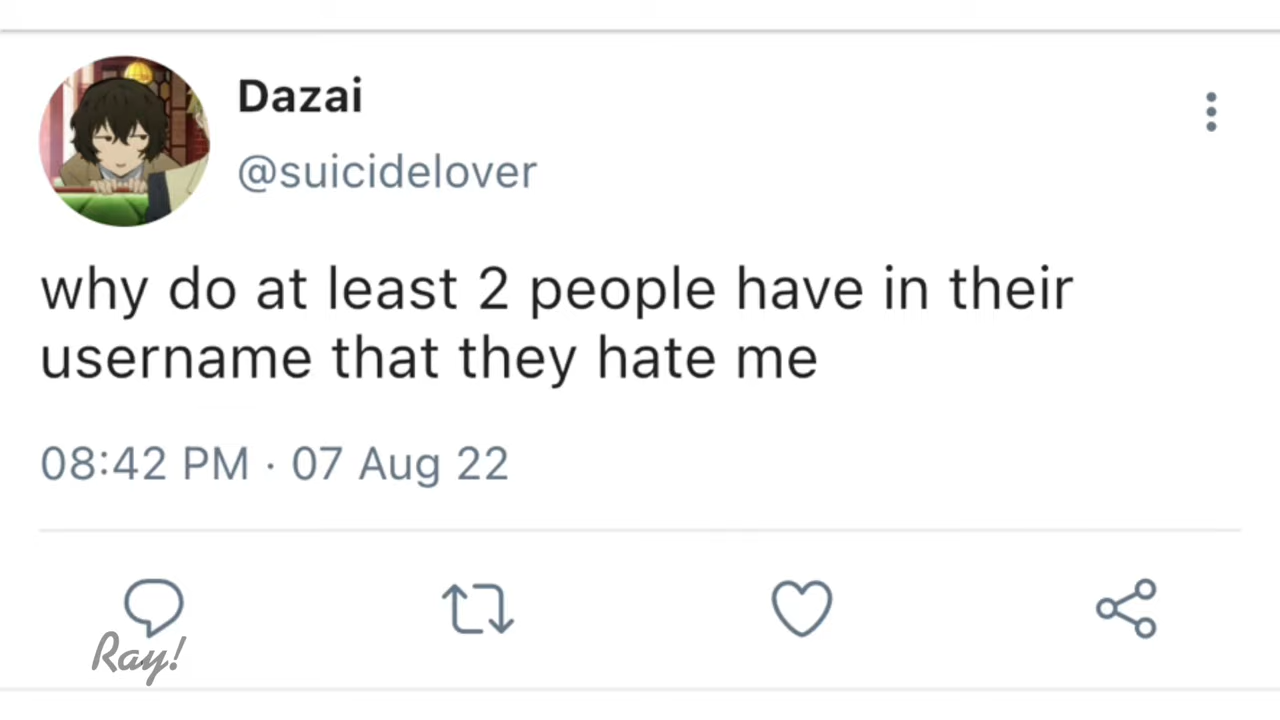 Dazai
@suicidelover
why do at least 2 people have in their
username that they hate me
08:42 PM · 07 Aug 22
Ray!